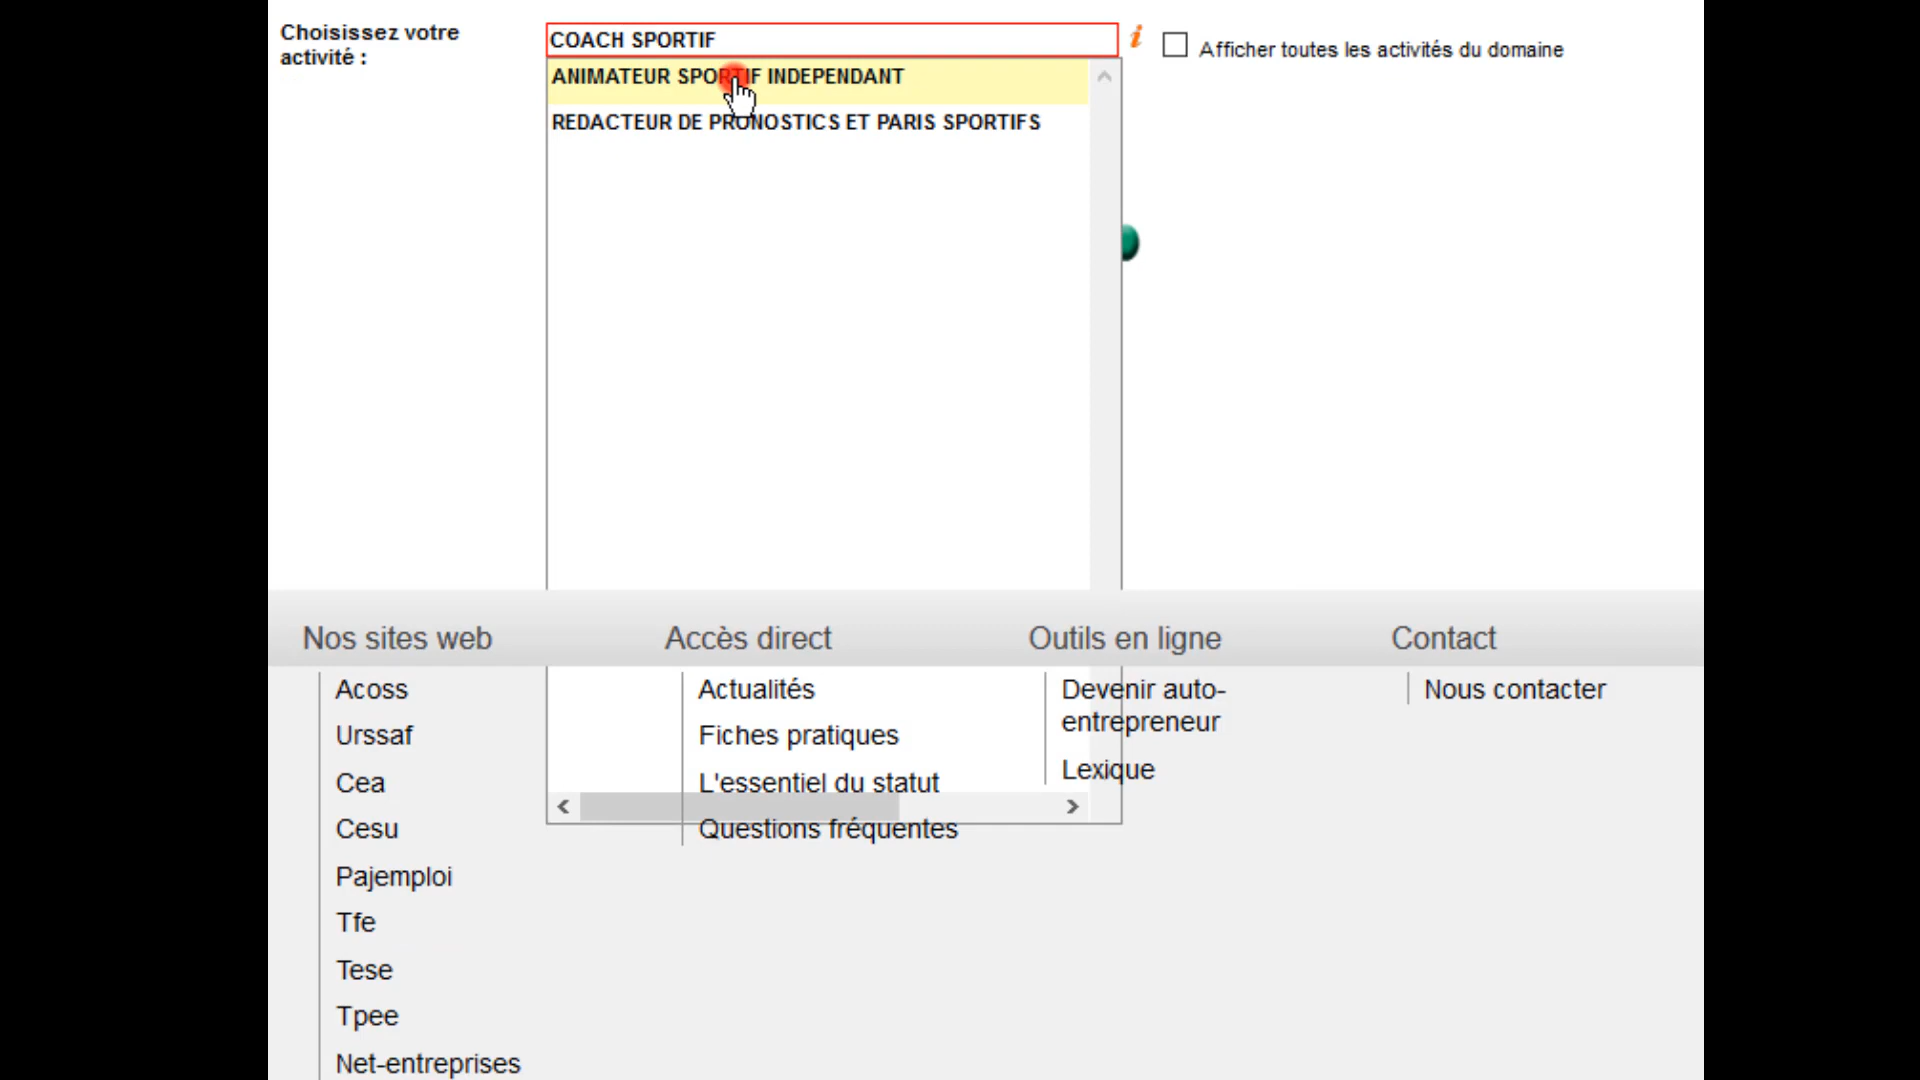 Choisissez votre
activité :
COACH SPORTIF
i
Afficher toutes les activités du domaine
ANIMATEUR SPORTIF INDEPENDANT
REDACTEUR DE PRONOSTICS ET PARIS SPORTIFS
Nos sites web
Acoss
Urssaf
Cea
Cesu
Pajemploi
Tfe
Tese
Tpee
Net-entreprises
Accès direct
Actualités
Fiches pratiques
L'essentiel du statut
Questions fréquentes
Outils en ligne
Devenir auto-
entrepreneur
Lexique
Contact
Nous contacter